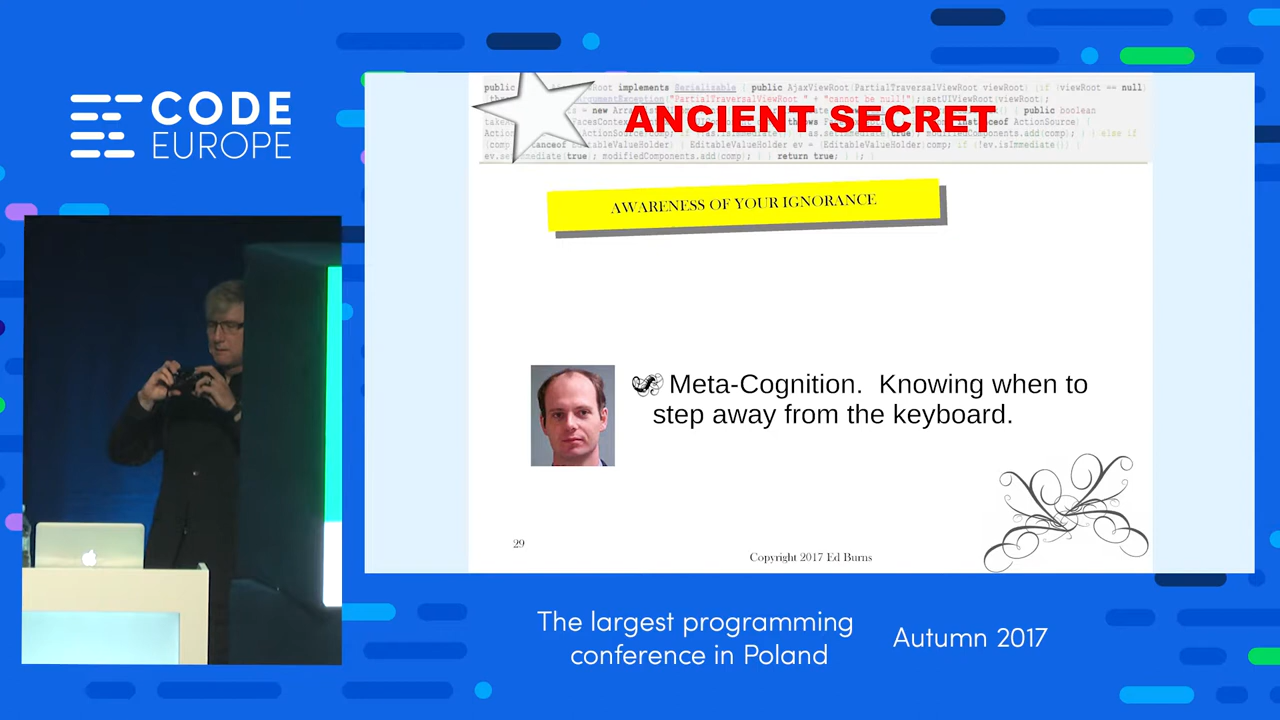 CODE
EUROPE
ANCIENT SECRET
AWARENESS OF YOUR IGNORANCE
Meta-Cognition. Knowing when to
step away from the keyboard.
29
Copyright 2017 Ed Burns
The largest programming
conference in Poland
Autumn 2017